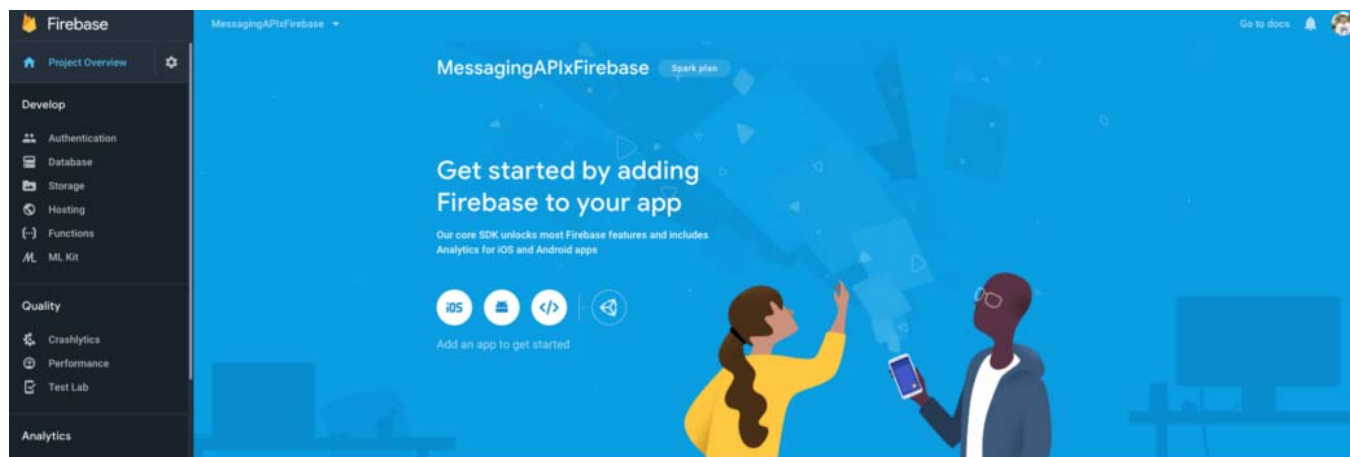 Firebase
MessagingAPIxFirebase
Go to docs
Project Overview
MessagingAPIxFirebase
Spark plan
Develop
Authentication
Database
Storage
Hosting
Functions
ML Kit
Quality
Crashlytics
Performance
Test Lab
Analytics
Get started by adding
Firebase to your app
Our core SDK unlocks most Firebase features and includes
Analytics for iOS and Android apps
iOS
Add an app to get started